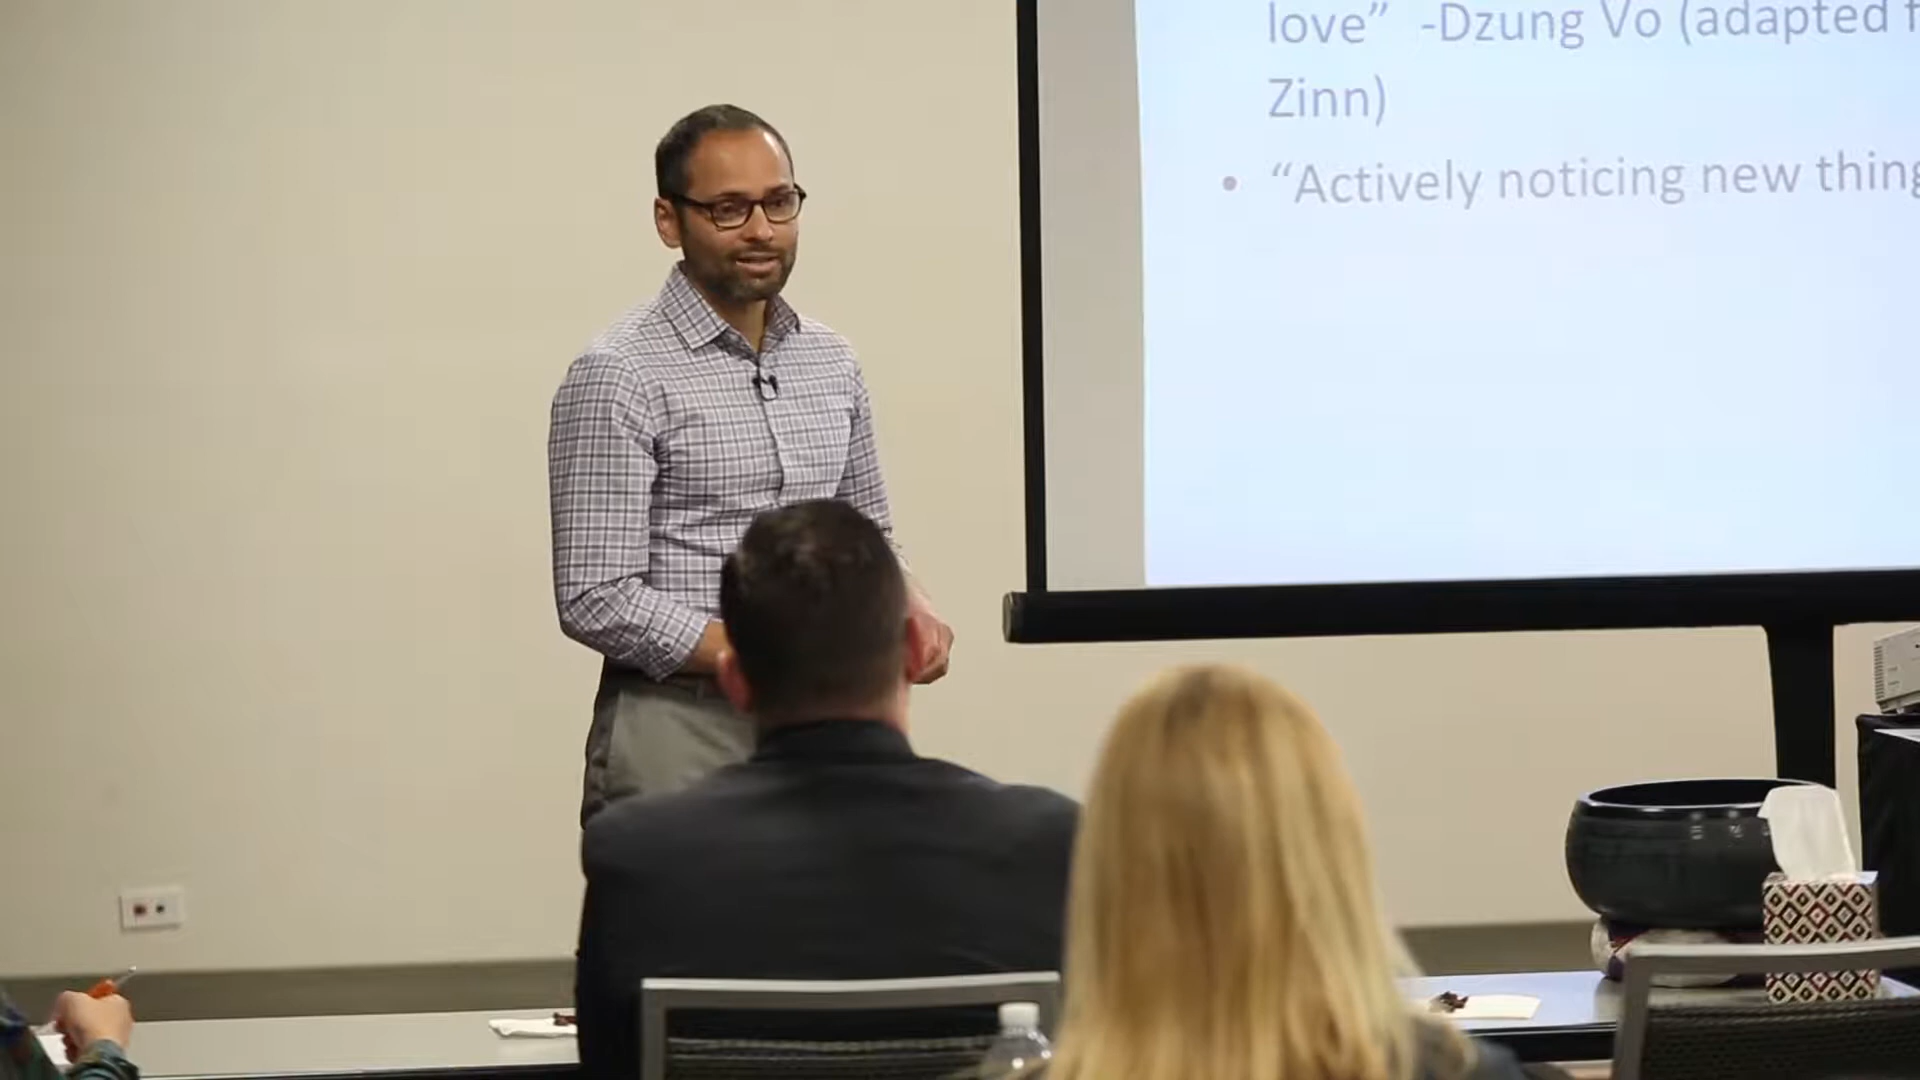 love” -Dzung Vo (adapted f
Zinn)
• “Actively noticing new thing